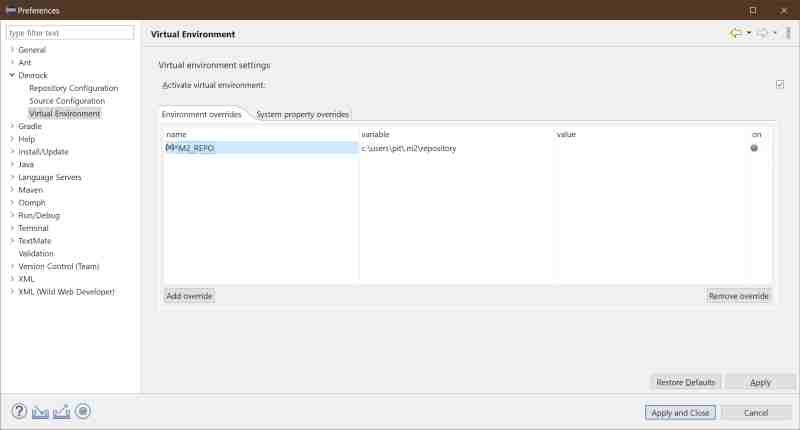 Preferences
type filter text
General
Ant
Devrock
Repository Configuration
Source Configuration
Virtual Environment
Gradle
Help
Install/Update
Java
Language Servers
Maven
Oomph
Run/Debug
Terminal
TextMate
Validation
Version Control (Team)
XML
XML (Wild Web Developer)
Virtual Environment
Virtual environment settings
Activate virtual environment:
Environment overrides System property overrides
name variable value on
M2_REPO c:\users\pit\.m2\repository
Add override Remove override
Restore Defaults Apply
Apply and Close Cancel